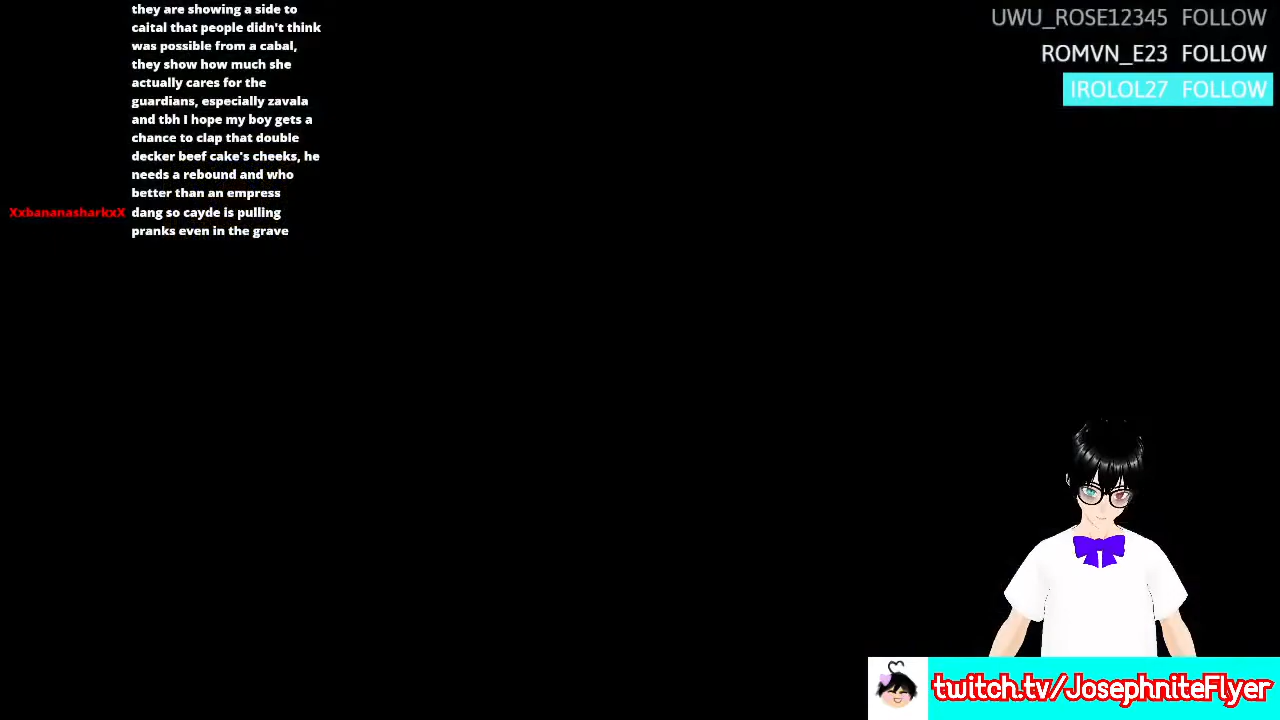 they are showing a side to
caital that people didn't think
was possible from a cabal,
they show how much she
actually cares for the
guardians, especially zavala
and tbh I hope my boy gets a
chance to clap that double
decker beef cake's cheeks, he
needs a rebound and who
better than an empress
XxbananasharkxX dang so cayde is pulling
pranks even in the grave
UWU_ROSE12345 FOLLOW
ROMVN_E23 FOLLOW
IROLOL27 FOLLOW
twitch.tv/JosephniteFlyer